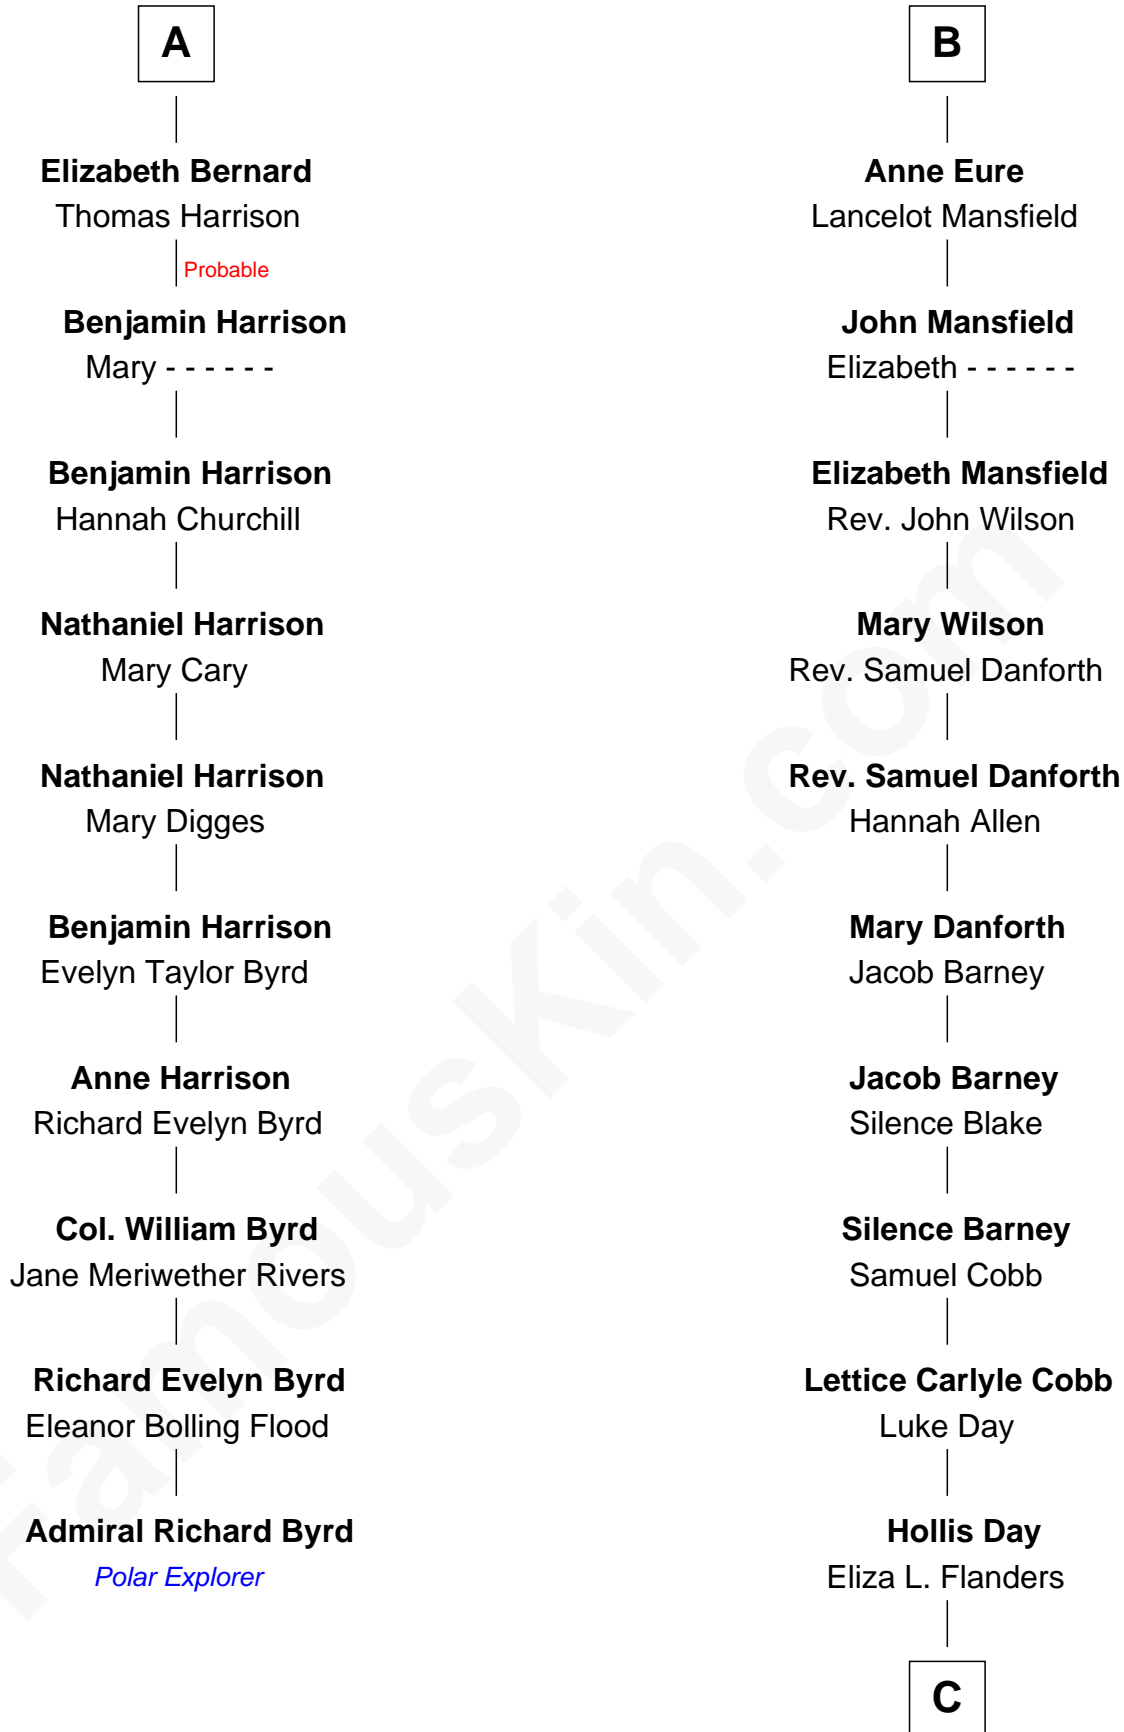 A
Elizabeth Bernard
Thomas Harrison
Probable
Benjamin Harrison
Mary - - - - - -
Benjamin Harrison
Hannah Churchill
Nathaniel Harrison
Mary Cary
Nathaniel Harrison
Mary Digges
Benjamin Harrison
Evelyn Taylor Byrd
Anne Harrison
Richard Evelyn Byrd
Col. William Byrd
Jane Meriwether Rivers
Richard Evelyn Byrd
Eleanor Bolling Flood
Admiral Richard Byrd
Polar Explorer
B
Anne Eure
Lancelot Mansfield
John Mansfield
Elizabeth - - - - - -
Elizabeth Mansfield
Rev. John Wilson
Mary Wilson
Rev. Samuel Danforth
Rev. Samuel Danforth
Hannah Allen
Mary Danforth
Jacob Barney
Jacob Barney
Silence Blake
Silence Barney
Samuel Cobb
Lettice Carlyle Cobb
Luke Day
Hollis Day
Eliza L. Flanders
C
FamousKin.com